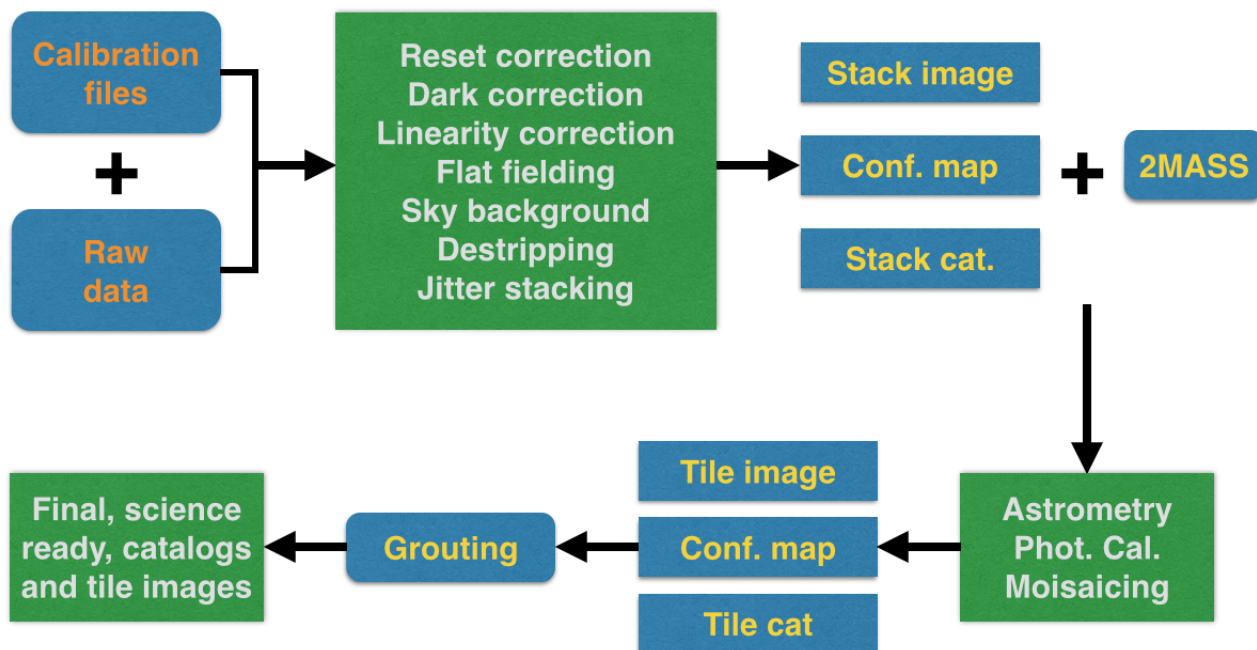 Calibration
files
+
Raw
data
Reset correction
Dark correction
Linearity correction
Flat fielding
Sky background
Destripping
Jitter stacking
Stack image
Conf. map
Stack cat.
+
2MASS
Astrometry
Phot. Cal.
Moisaicing
Tile image
Conf. map
Tile cat
Grouting
Final, science
ready, catalogs
and tile images